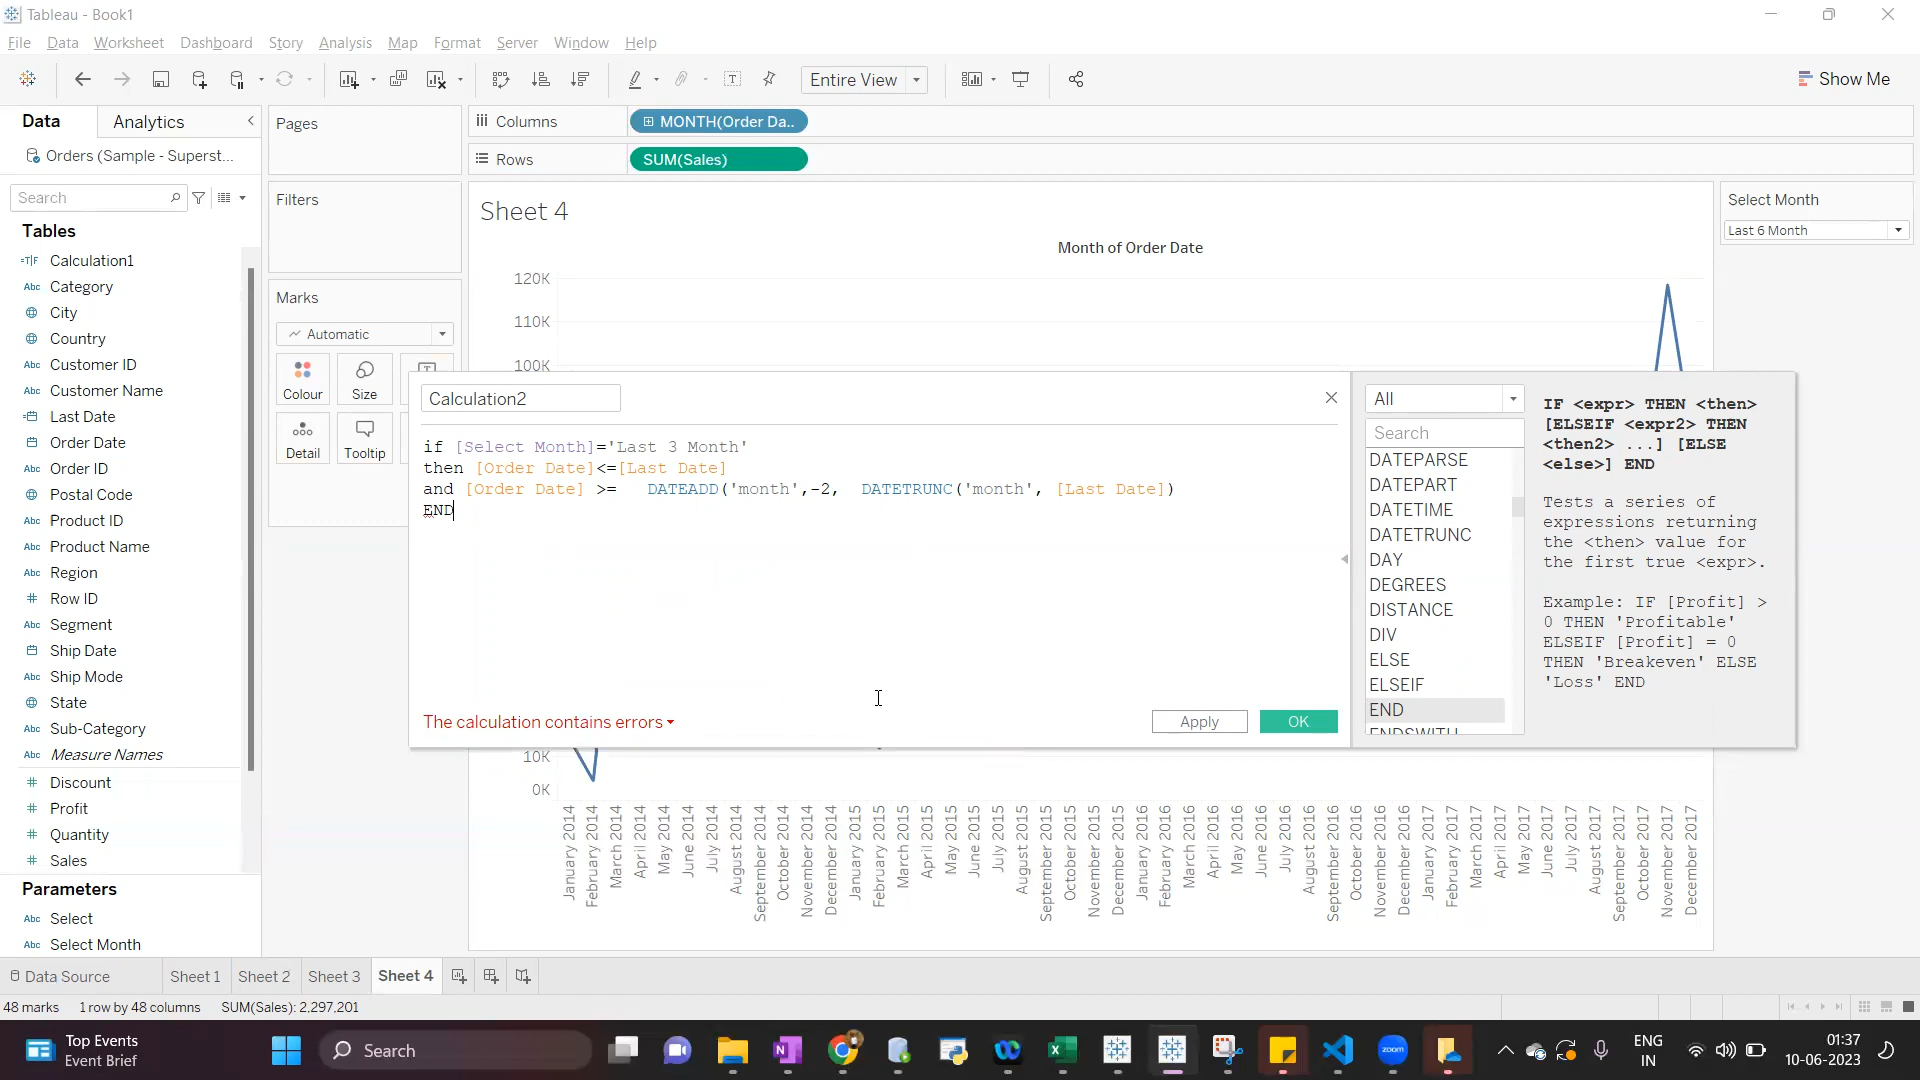 Tableau - Book1
File Data Worksheet Dashboard Story Analysis Map Format Server Window Help
Entire View
Show Me
Data Analytics
Orders (Sample - Superst...
Search
Tables
Calculation1
Category
City
Country
Customer ID
Customer Name
Last Date
Order Date
Order ID
Postal Code
Product ID
Product Name
Region
Row ID
Segment
Ship Date
Ship Mode
State
Sub-Category
Measure Names
Discount
Profit
Quantity
Sales
Parameters
Select
Select Month
Pages
Filters
Marks
Automatic
Colour Size
Detail Tooltip
Columns MONTH(Order Da..
Rows SUM(Sales)
Sheet 4
Month of Order Date
120K
110K
100K
10K
0K
January 2014
February 2014
March 2014
April 2014
May 2014
June 2014
July 2014
August 2014
September 2014
October 2014
November 2014
December 2014
January 2015
February 2015
March 2015
April 2015
May 2015
June 2015
July 2015
August 2015
September 2015
October 2015
November 2015
December 2015
January 2016
February 2016
March 2016
April 2016
May 2016
June 2016
July 2016
August 2016
September 2016
October 2016
November 2016
December 2016
January 2017
February 2017
March 2017
April 2017
May 2017
June 2017
July 2017
August 2017
September 2017
October 2017
November 2017
December 2017
Select Month
Last 6 Month
Calculation2
if [Select Month]='Last 3 Month'
then [Order Date]<=[Last Date]
and [Order Date] >= DATEADD('month',-2, DATETRUNC('month', [Last Date])
END
The calculation contains errors
Apply OK
All
Search
DATEPARSE
DATEPART
DATETIME
DATETRUNC
DAY
DEGREES
DISTANCE
DIV
ELSE
ELSEIF
END
ENDSWITH
IF <expr> THEN <then>
[ELSEIF <expr2> THEN
<then2> ...] [ELSE
<else>] END
Tests a series of
expressions returning
the <then> value for
the first true <expr>.
Example: IF [Profit] >
0 THEN 'Profitable'
ELSEIF [Profit] = 0
THEN 'Breakeven' ELSE
'Loss' END
Data Source Sheet 1 Sheet 2 Sheet 3 Sheet 4
48 marks 1 row by 48 columns SUM(Sales): 2,297,201
Top Events
Event Brief
Search
zoom
ENG
IN
01:37
10-06-2023